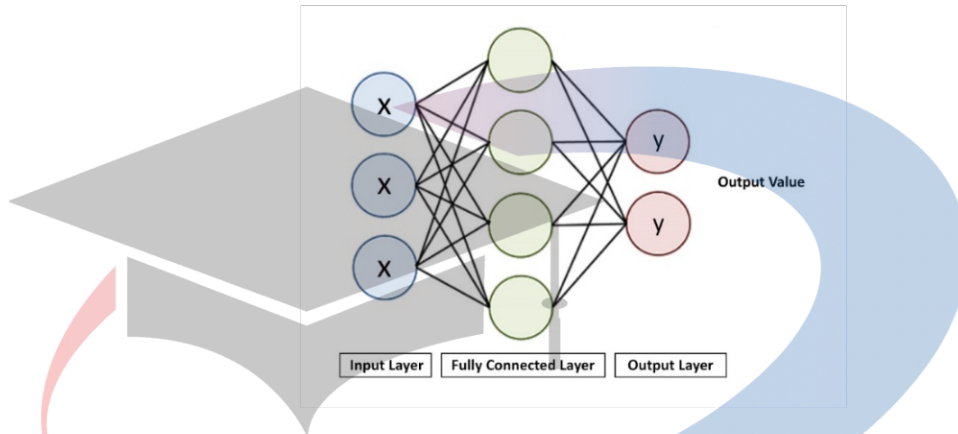 X
X
X
y
y
Output Value
Input Layer
Fully Connected Layer
Output Layer